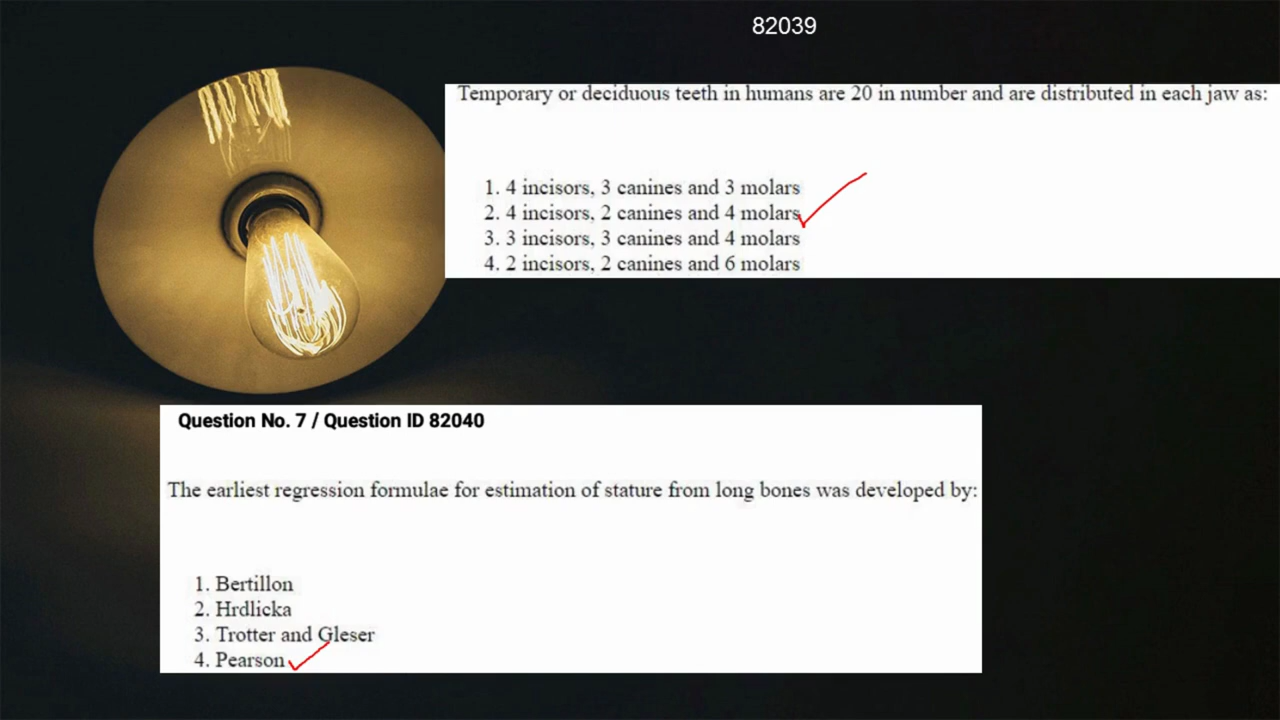 82039
Temporary or deciduous teeth in humans are 20 in number and are distributed in each jaw as:
1. 4 incisors, 3 canines and 3 molars
2. 4 incisors, 2 canines and 4 molars
3. 3 incisors, 3 canines and 4 molars
4. 2 incisors, 2 canines and 6 molars
Question No. 7 / Question ID 82040
The earliest regression formulae for estimation of stature from long bones was developed by:
1. Bertillon
2. Hrdlicka
3. Trotter and Gleser
4. Pearson